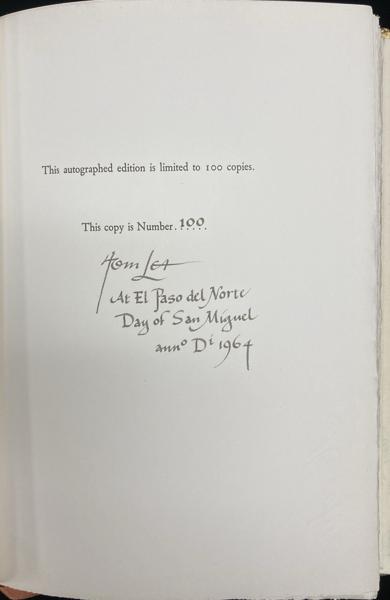 This autographed edition is limited to 100 copies.
This copy is Number. 100.
Tom Lea
At El Paso del Norte
Day of San Miguel
anno Di 1964